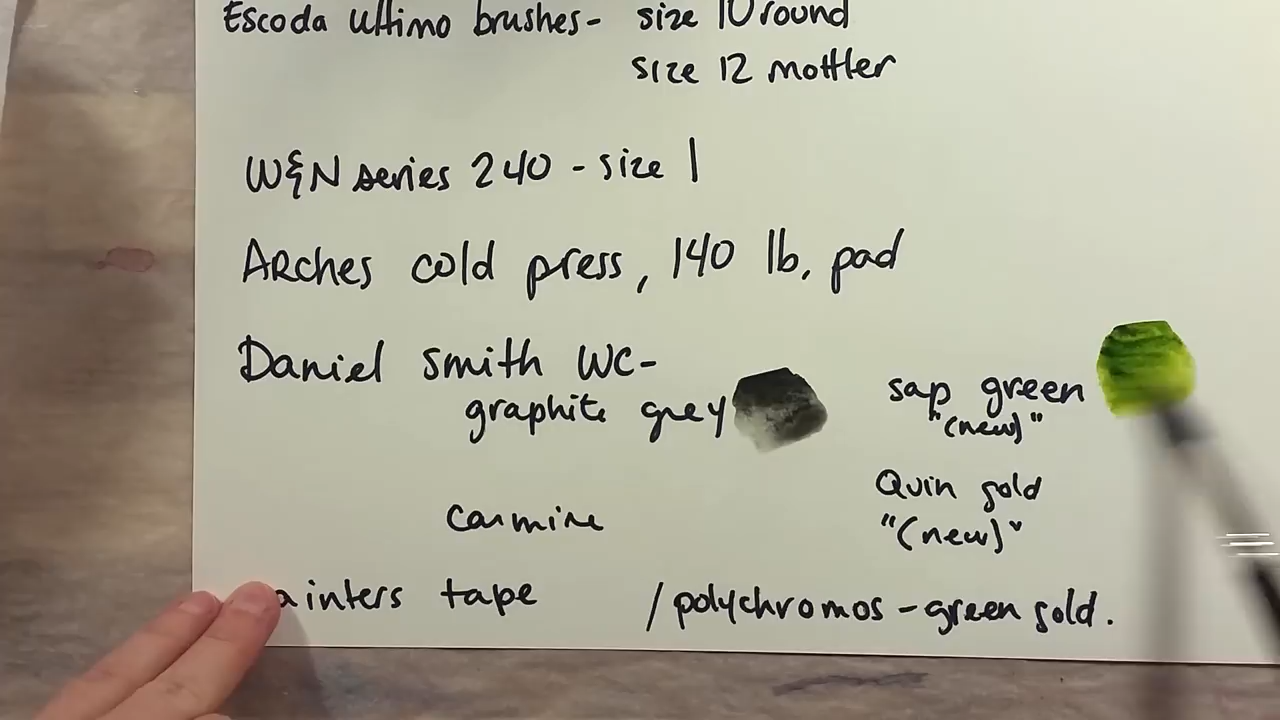 Escoda Ultimo brushes- size 10 round
size 12 mottler
W&N series 240 - size 1
Arches cold press, 140 lb, pad
Daniel smith WC-
graphite grey
sap green
"(new)"
carmine
Quin gold
"(new)"
ainters tape /polychromos - green gold.